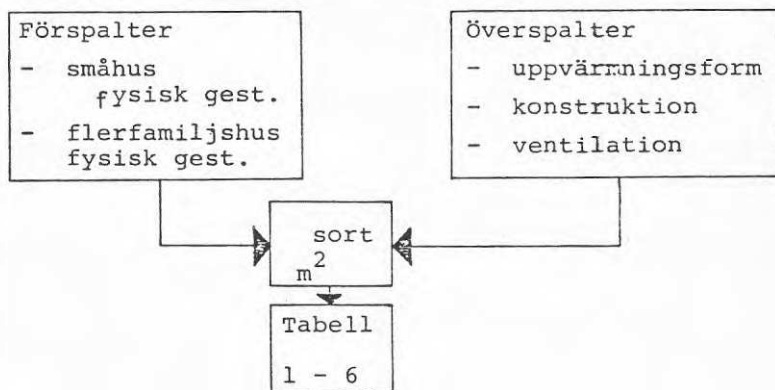 Förspalter
- småhus
fysisk gest.
- flerfamiljshus
fysisk gest.
Överspalter
- uppvärmningsform
- konstruktion
- ventilation
sort
m²
Tabell
1 - 6